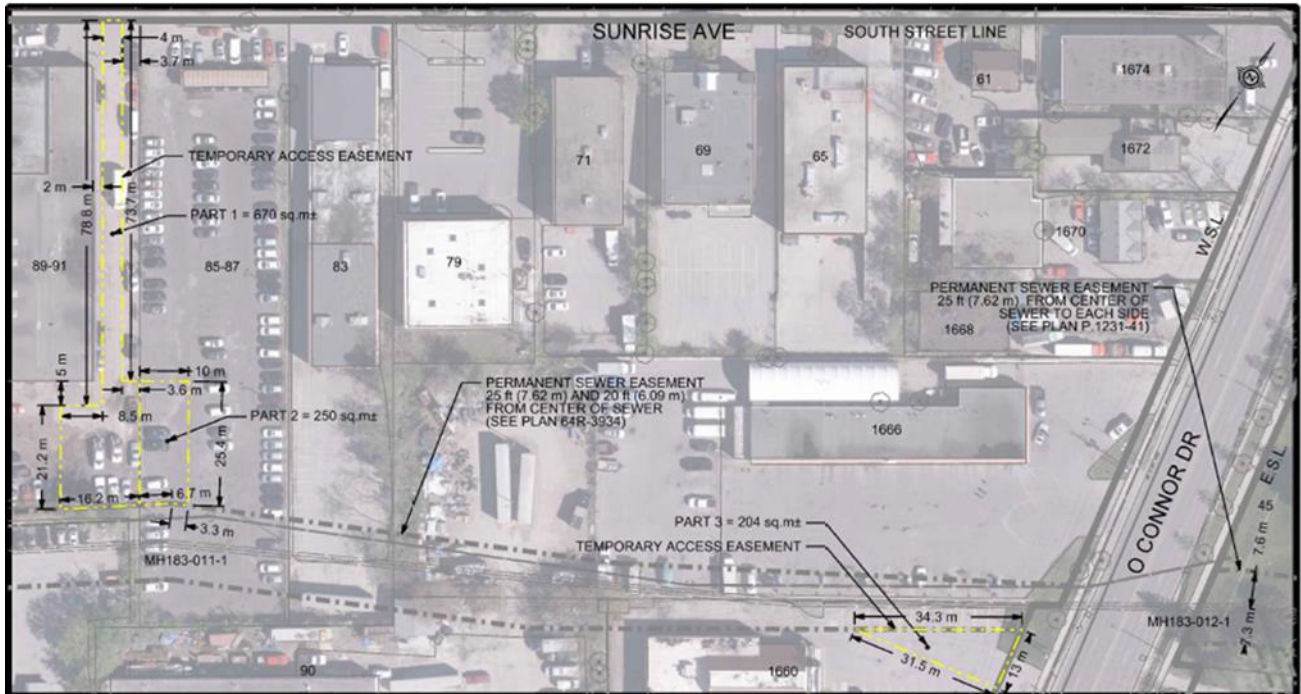 SUNRISE AVE
SOUTH STREET LINE
4 m
3.7 m
61
1674
1672
TEMPORARY ACCESS EASEMENT
71
69
65
2 m
78.8 m
73.7 m
PART 1 = 670 sq.m±
89-91
85-87
83
79
1670
W.S.L
PERMANENT SEWER EASEMENT
25 ft (7.62 m) FROM CENTER OF
SEWER TO EACH SIDE
(SEE PLAN P.1231-41)
1668
5 m
10 m
3.6 m
8.5 m
PART 2 = 250 sq.m±
PERMANENT SEWER EASEMENT
25 ft (7.62 m) AND 20 ft (6.09 m)
FROM CENTER OF SEWER
(SEE PLAN 64R-3934)
1666
21.2 m
25.4 m
16.2 m
6.7 m
3.3 m
O CONNOR DR
E.S.L
45
7.6 m
PART 3 = 204 sq.m±
TEMPORARY ACCESS EASEMENT
MH183-011-1
34.3 m
31.5 m
13 m
MH183-012-1
7.3 m
90
1660